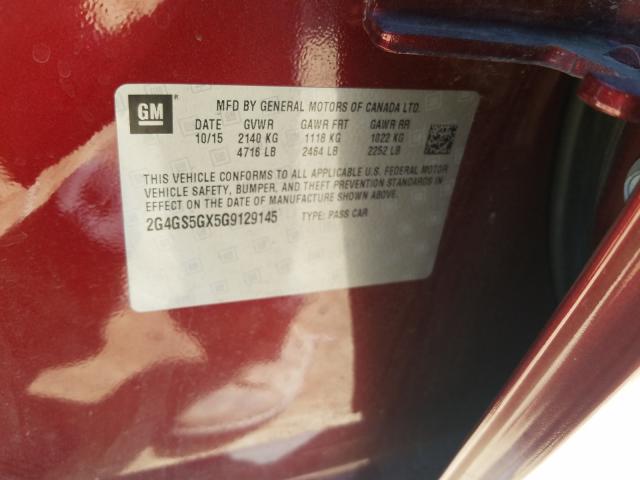 GM
MFD BY GENERAL MOTORS OF CANADA LTD.
DATE GVWR GAWR FRT GAWR RR
10/15 2140 KG 1118 KG 1022 KG
4716 LB 2464 LB 2252 LB
THIS VEHICLE CONFORMS TO ALL APPLICABLE U.S. FEDERAL MOTOR
VEHICLE SAFETY, BUMPER, AND THEFT PREVENTION STANDARDS IN
EFFECT ON THE DATE OF MANUFACTURE SHOWN ABOVE.
2G4GS5GX5G9129145 TYPE: PASS CAR